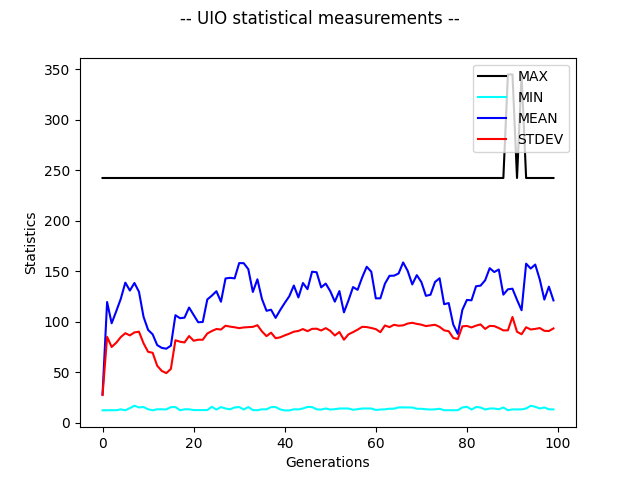 -- UIO statistical measurements --
350
300
250
200
150
100
50
0
Statistics
MAX
MIN
MEAN
STDEV
0 20 40 60 80 100
Generations